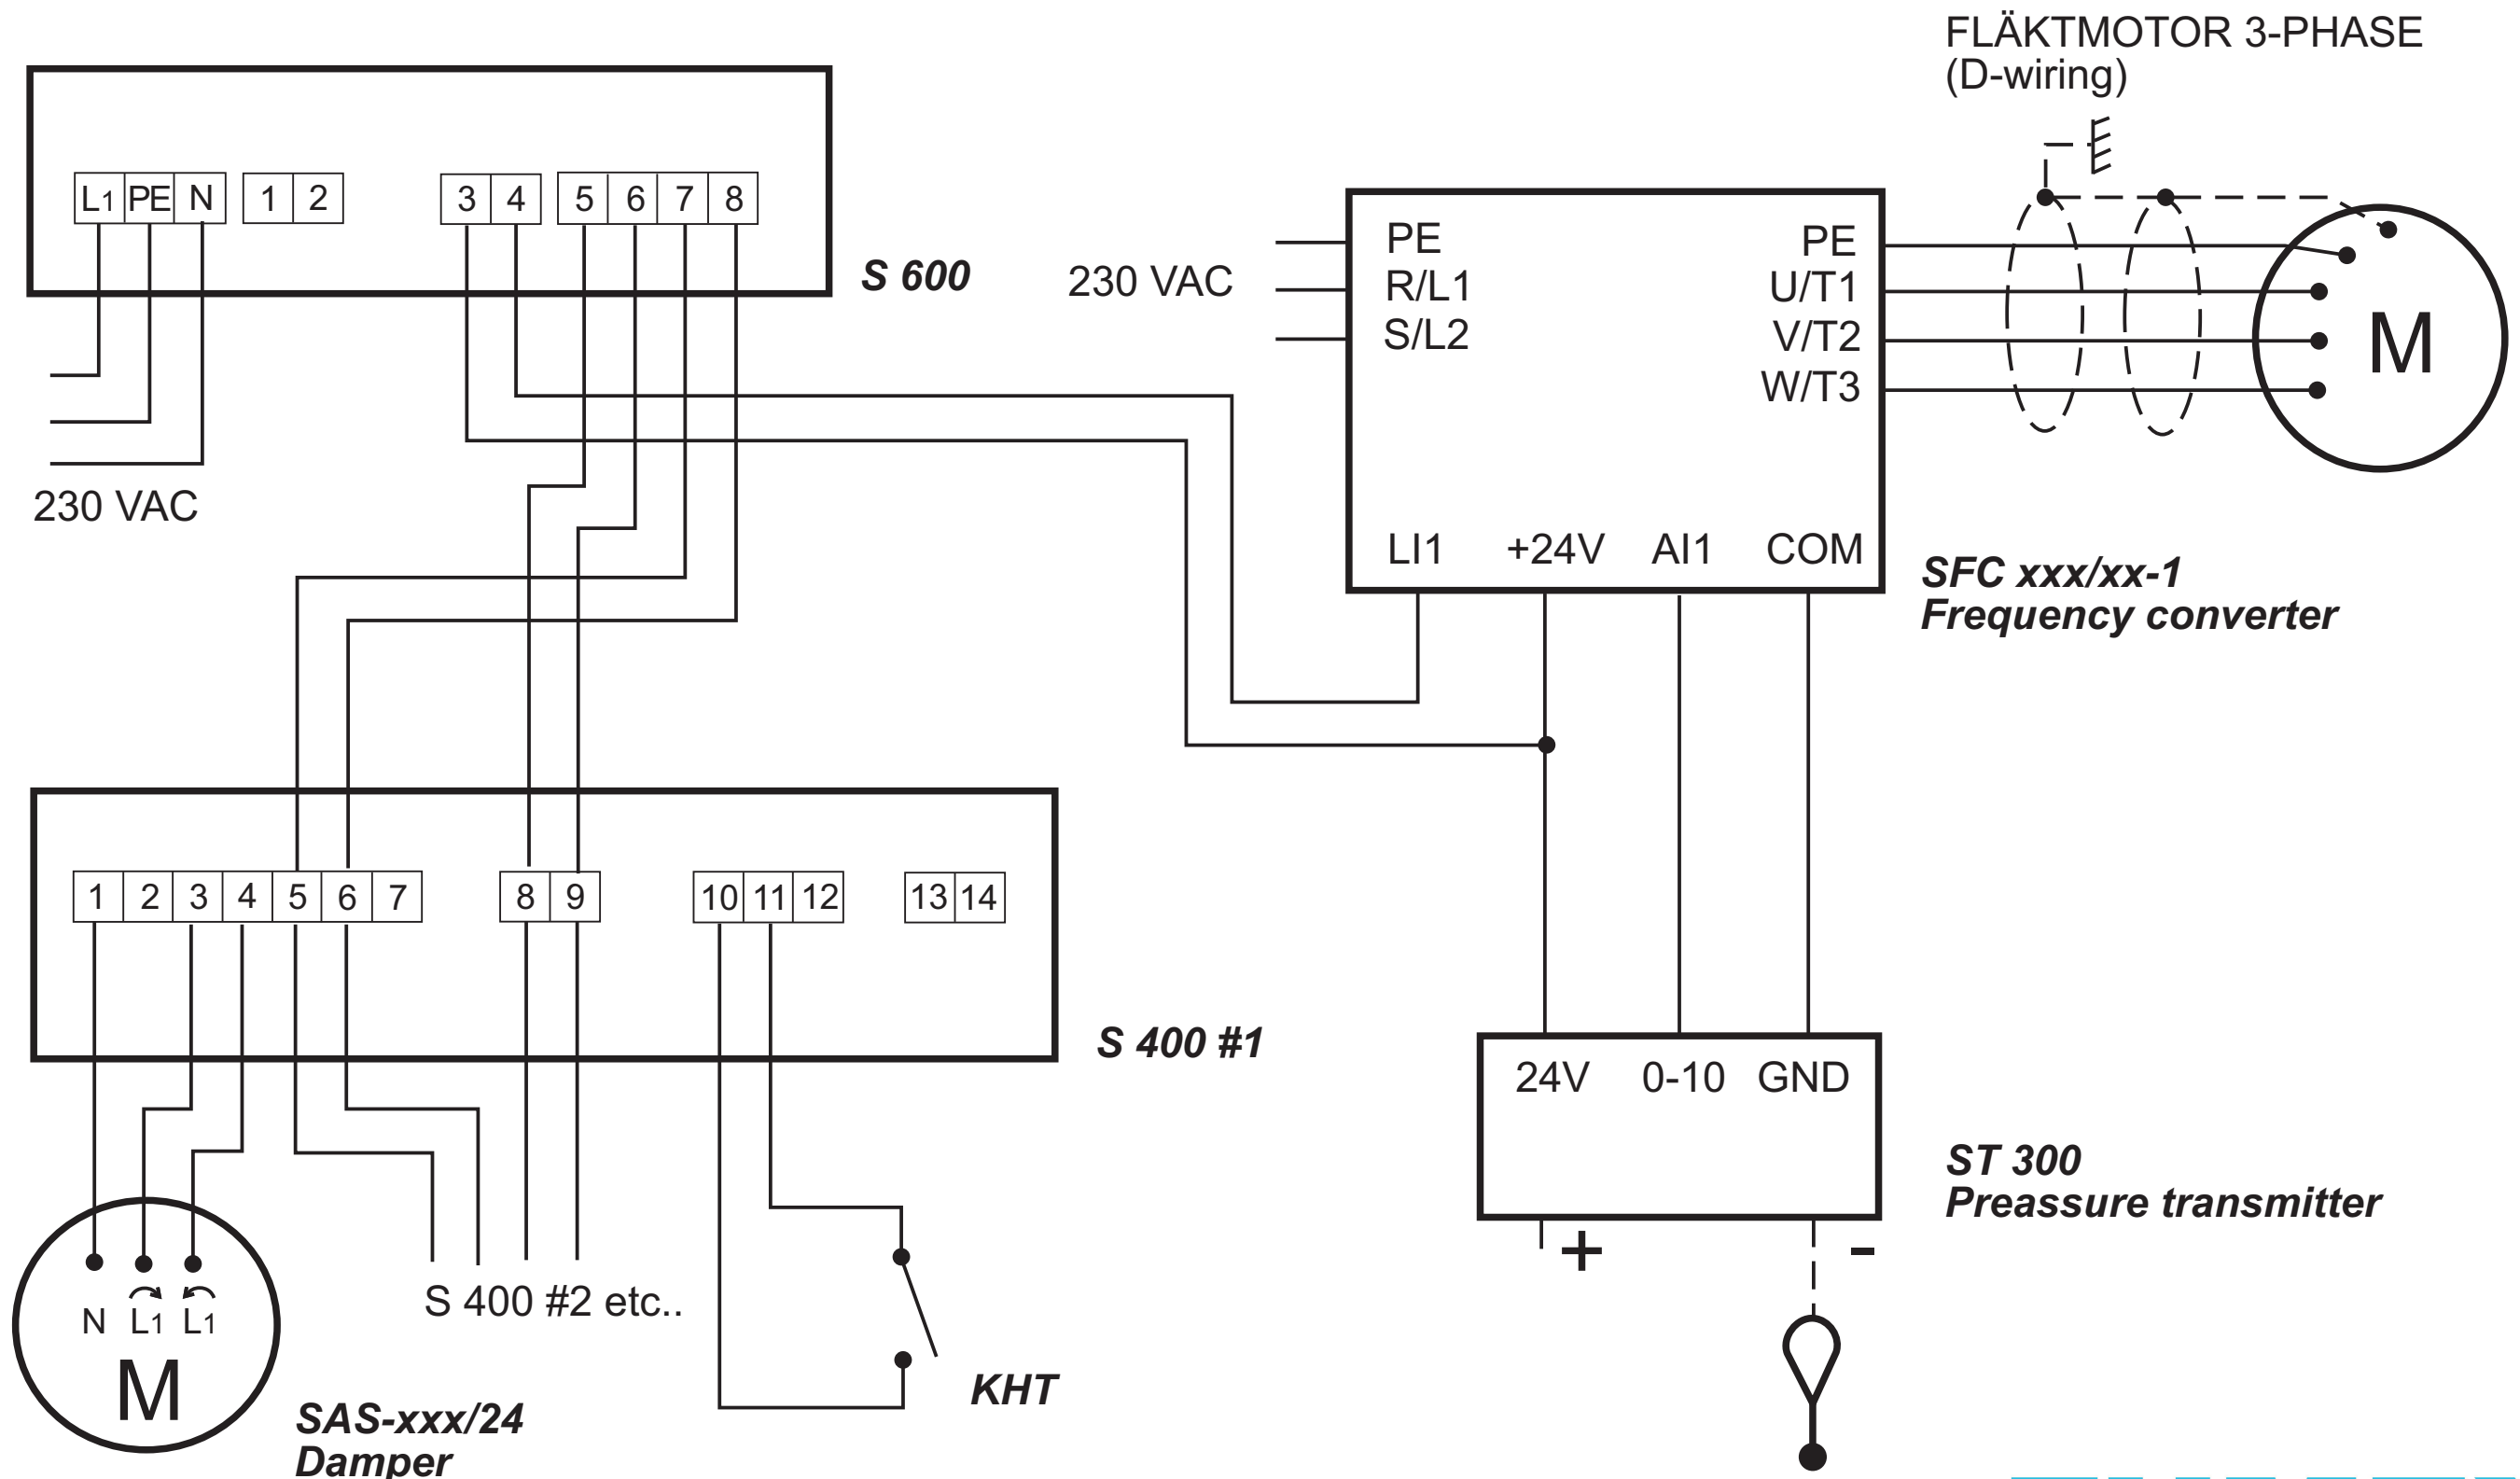 FLÄKTMOTOR 3-PHASE
(D-wiring)
L1 PE N 1 2 3 4 5 6 7 8
S 600
230 VAC
230 VAC
PE
R/L1
S/L2
PE
U/T1
V/T2
W/T3
M
LI1 +24V AI1 COM
SFC xxx/xx-1
Frequency converter
1 2 3 4 5 6 7 8 9 10 11 12 13 14
S 400 #1
24V 0-10 GND
ST 300
Preassure transmitter
+ -
N L1 L1
M
S 400 #2 etc..
KHT
SAS-xxx/24
Damper